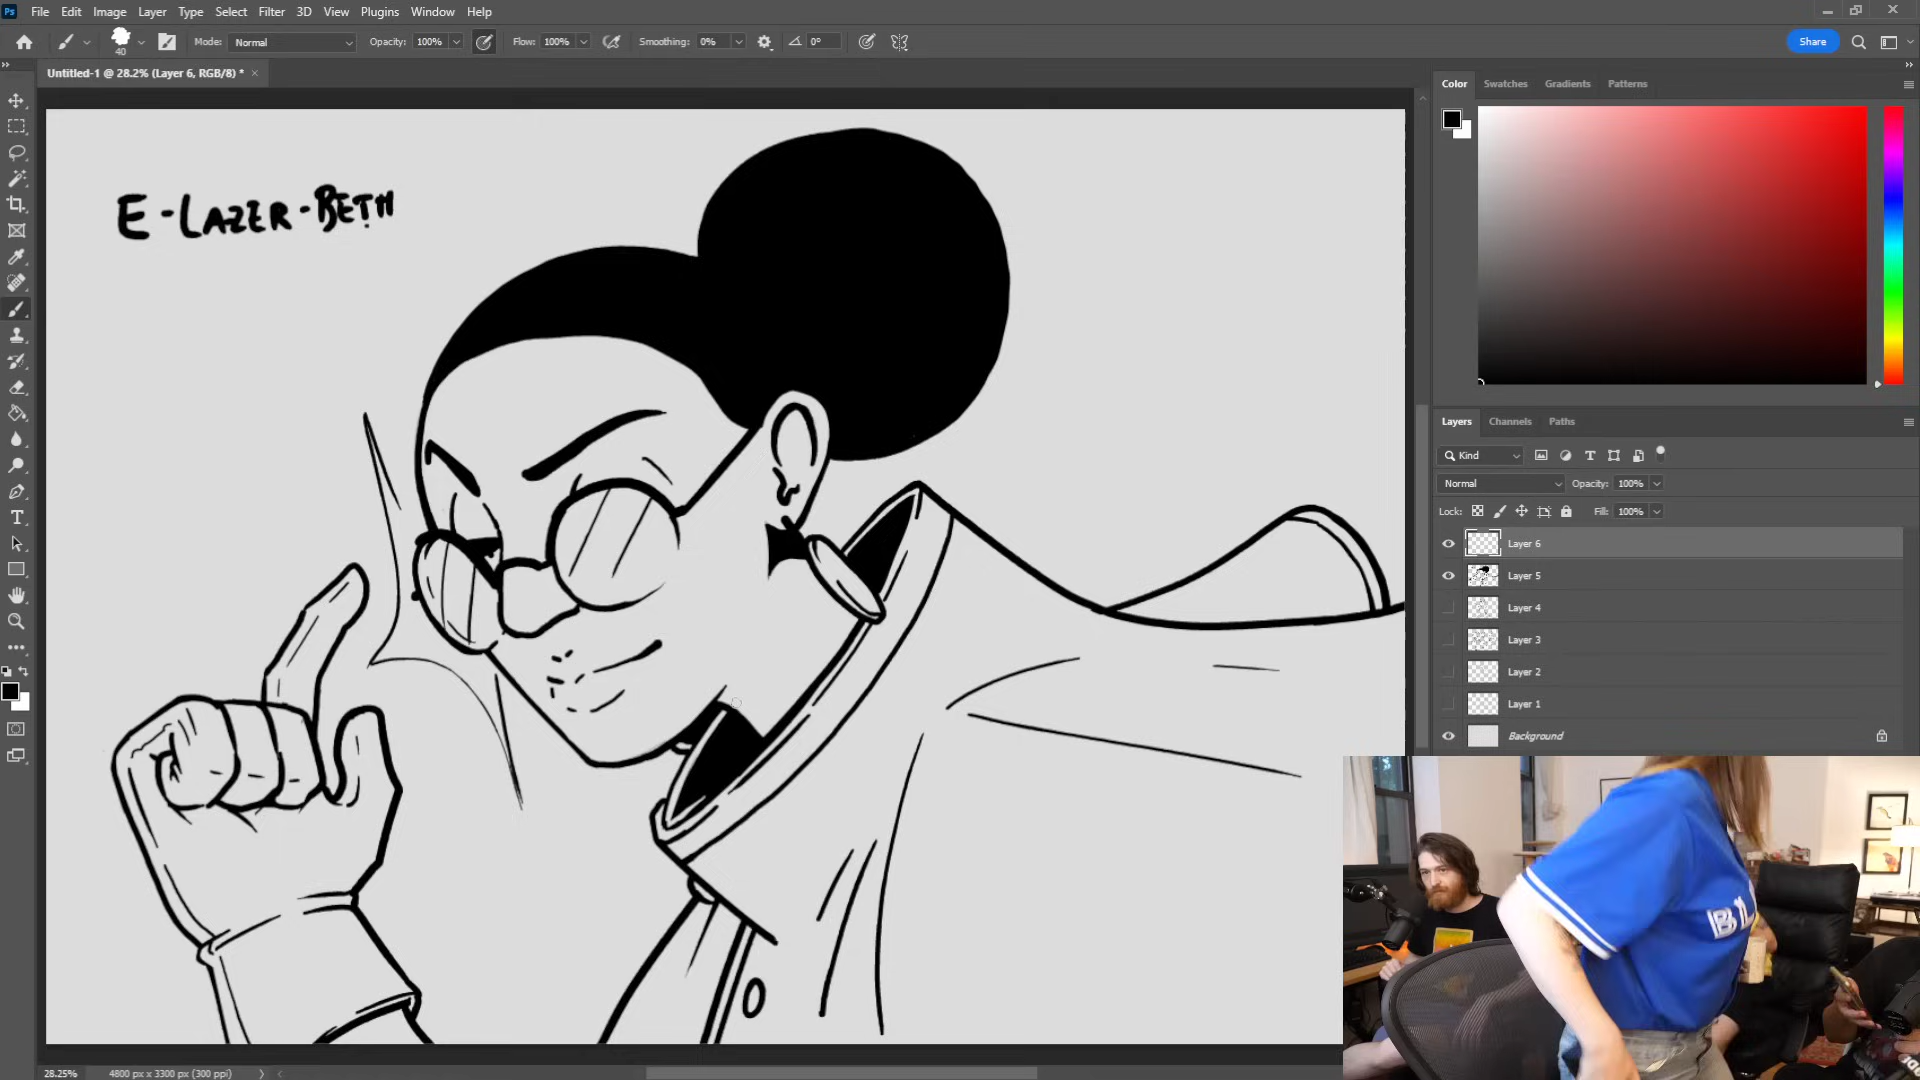 Ps File Edit Image Layer Type Select Filter 3D View Plugins Window Help
40 Mode: Normal Opacity: 100% Flow: 100% Smoothing: 0% 0° Share
Untitled-1 @ 28.2% (Layer 6, RGB/8) *
Color Swatches Gradients Patterns
E-LAZER-BETH
Layers Channels Paths
Kind
Normal Opacity: 100%
Lock: Fill: 100%
Layer 6
Layer 5
Layer 4
Layer 3
Layer 2
Layer 1
Background
28.25% 4800 px x 3300 px (300 ppi)